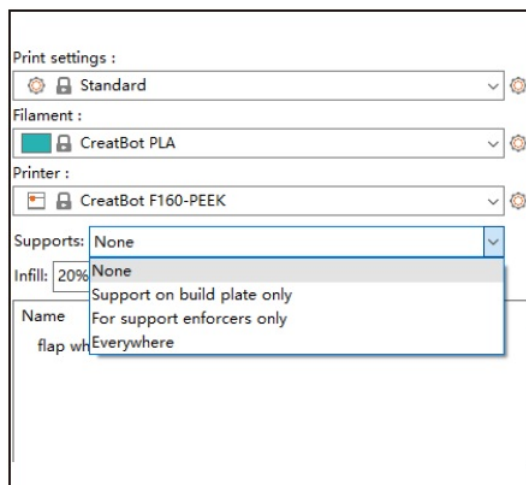 Print settings :
Standard
Filament :
CreatBot PLA
Printer :
CreatBot F160-PEEK
Supports: None
None
Infill: 20%
Support on build plate only
Name
For support enforcers only
flap wh
Everywhere